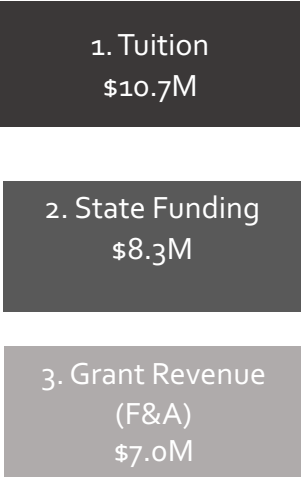 1. Tuition
$10.7M
2. State Funding
$8.3M
3. Grant Revenue
(F&A)
$7.0M